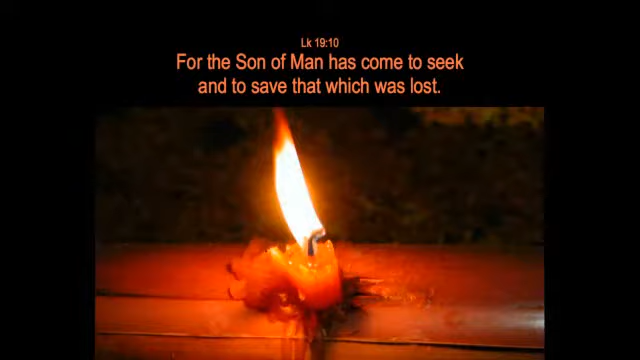 Lk 19:10
For the Son of Man has come to seek
and to save that which was lost.